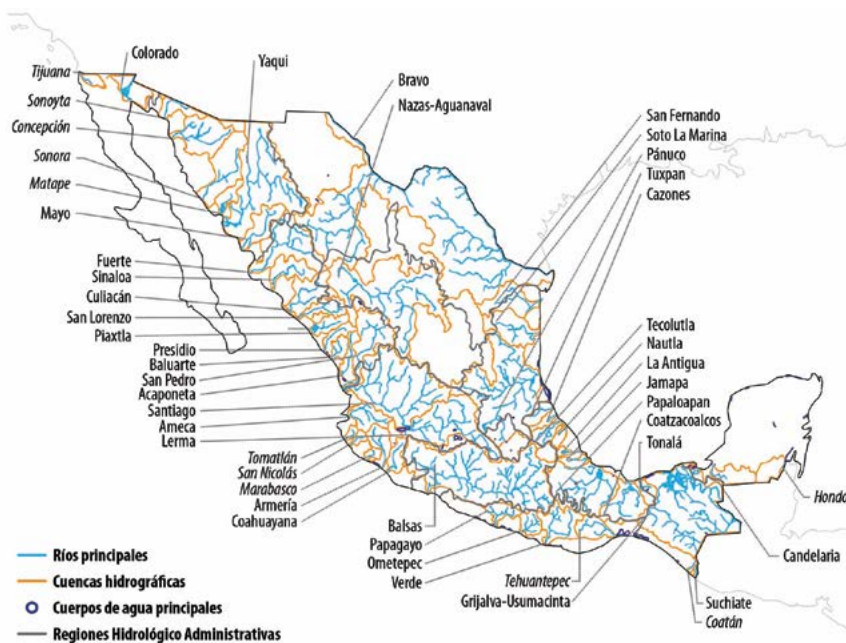 Tijuana
Colorado
Sonoyta
Concepción
Sonora
Matape
Mayo
Yaqui
Bravo
Nazas-Aguanaval
San Fernando
Soto La Marina
Pánuco
Tuxpan
Cazones
Fuerte
Sinaloa
Culiacán
San Lorenzo
Piaxtla
Presidio
Baluarte
San Pedro
Acaponeta
Santiago
Ameca
Lerma
Tomatlán
San Nicolás
Marabasco
Armería
Coahuayana
Tecolutla
Nautla
La Antigua
Jamapa
Papaloapan
Coatzacoalcos
Tonalá
Hondo
Candelaria
Suchiate
Coatán
Balsas
Papagayo
Ometepec
Verde
Tehuantepec
Grijalva-Usumacinta
Ríos principales
Cuencas hidrográficas
Cuerpos de agua principales
Regiones Hidrológico Administrativas